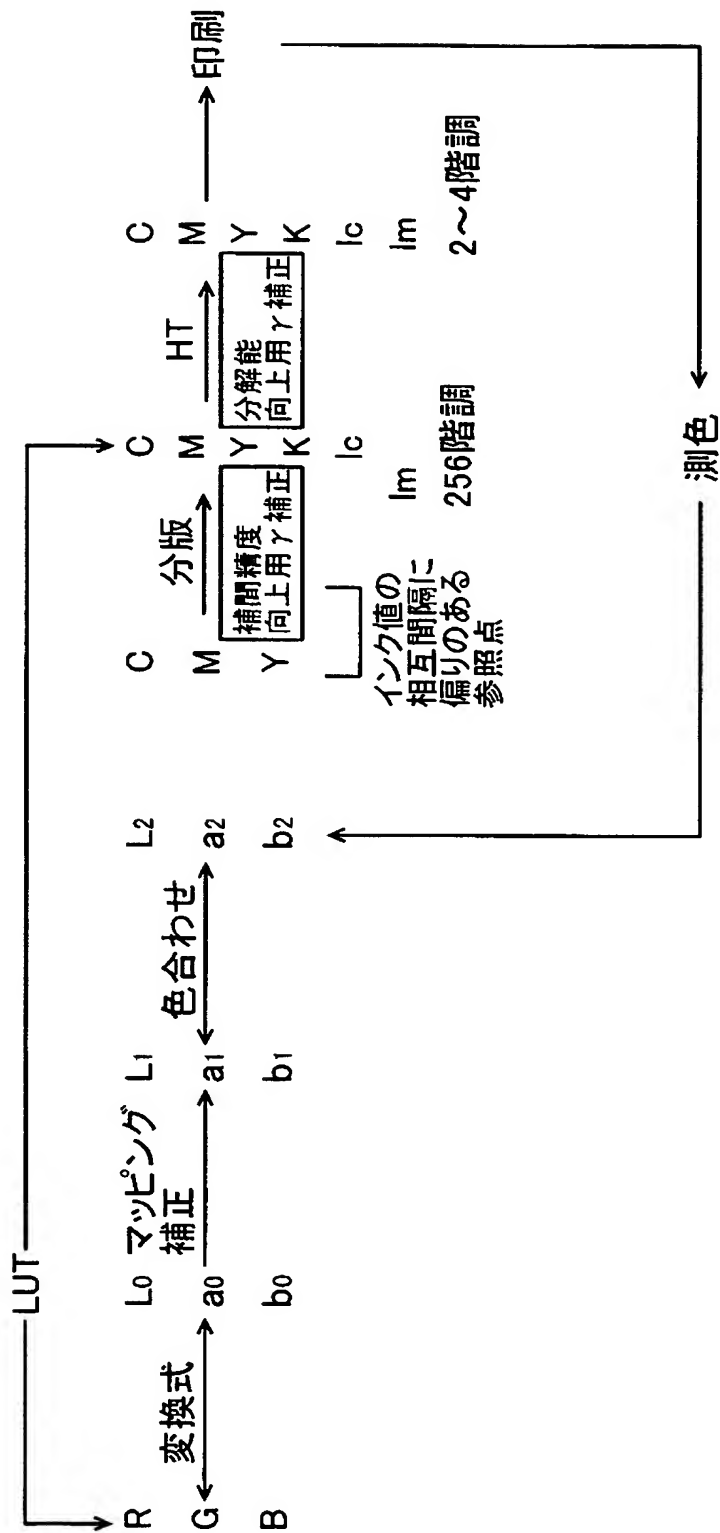 LUT
R
G
B
変換式
L0
a0
b0
マッピング
補正
L1
a1
b1
色合わせ
L2
a2
b2
C
M
Y
インク値の
相互間隔に
偏りのある
参照点
分版
補間精度
向上用γ補正
C
M
Y
K
lc
lm
256階調
HT
分解能
向上用γ補正
C
M
Y
K
lc
lm
2～4階調
印刷
測色